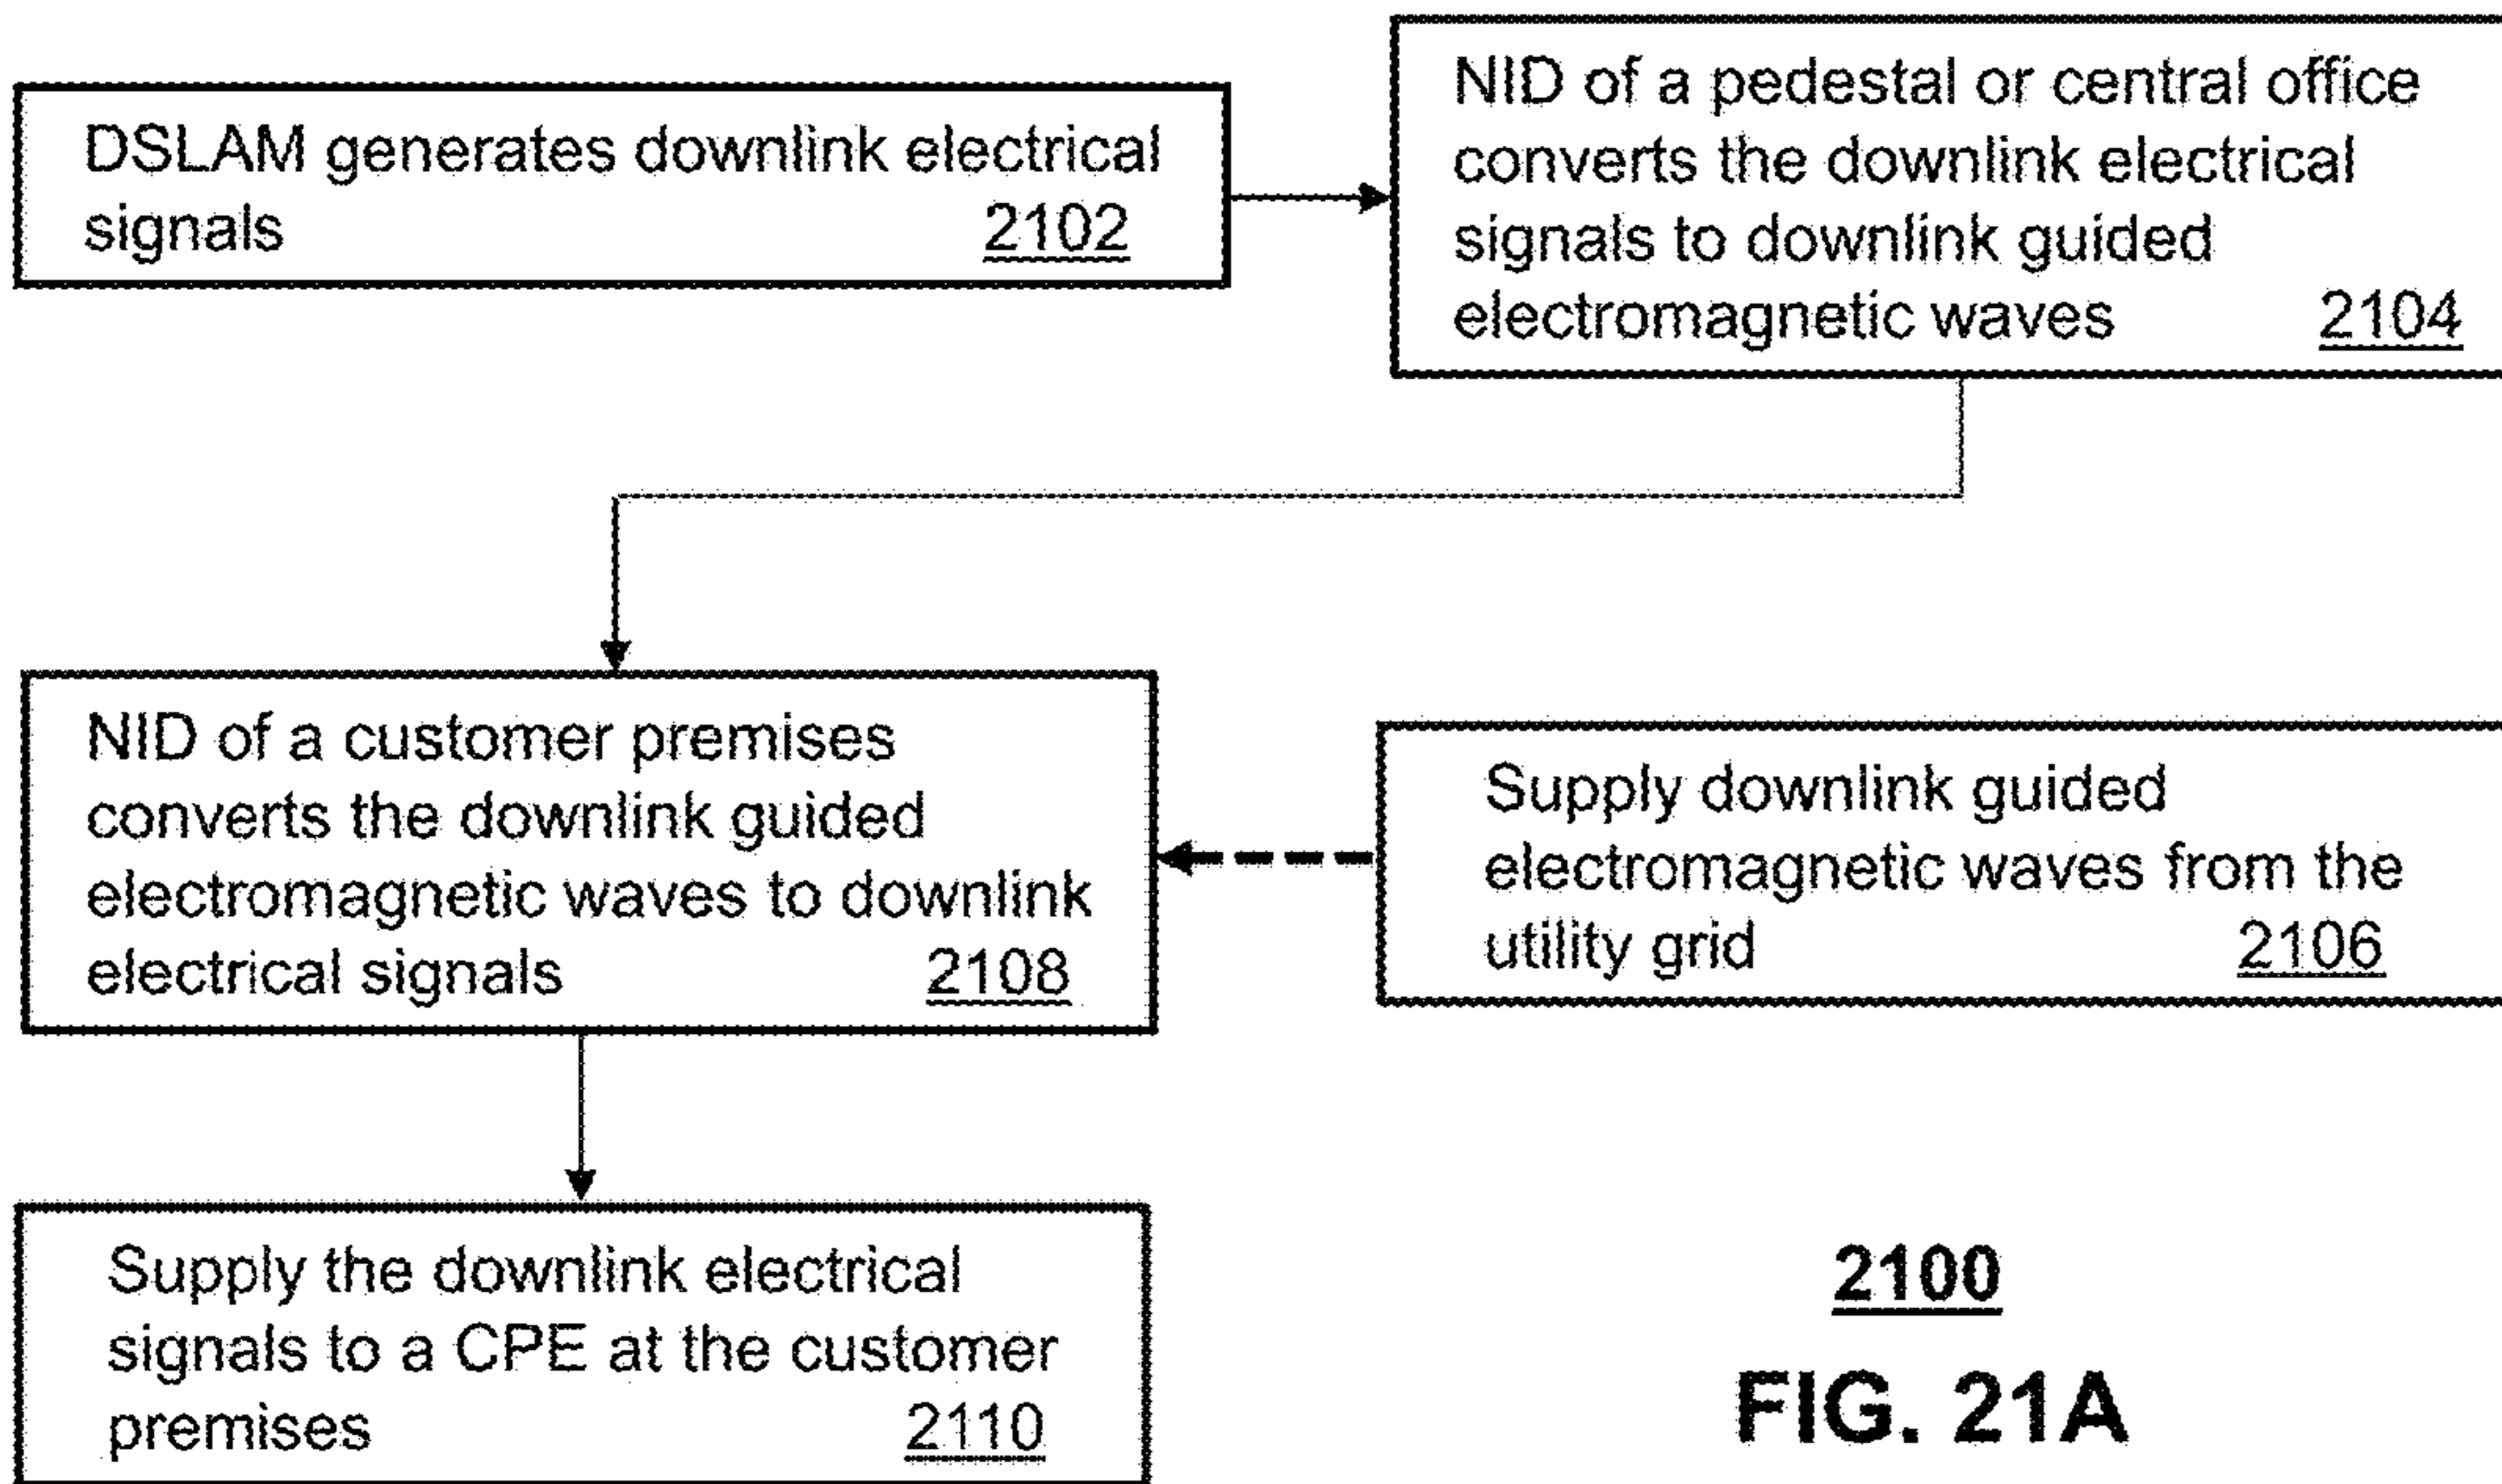 DSLAM generates downlink electrical
signals 2102
NID of a pedestal or central office
converts the downlink electrical
signals to downlink guided
electromagnetic waves 2104
NID of a customer premises
converts the downlink guided
electromagnetic waves to downlink
electrical signals 2108
Supply downlink guided
electromagnetic waves from the
utility grid 2106
Supply the downlink electrical
signals to a CPE at the customer
premises 2110
2100
FIG. 21A